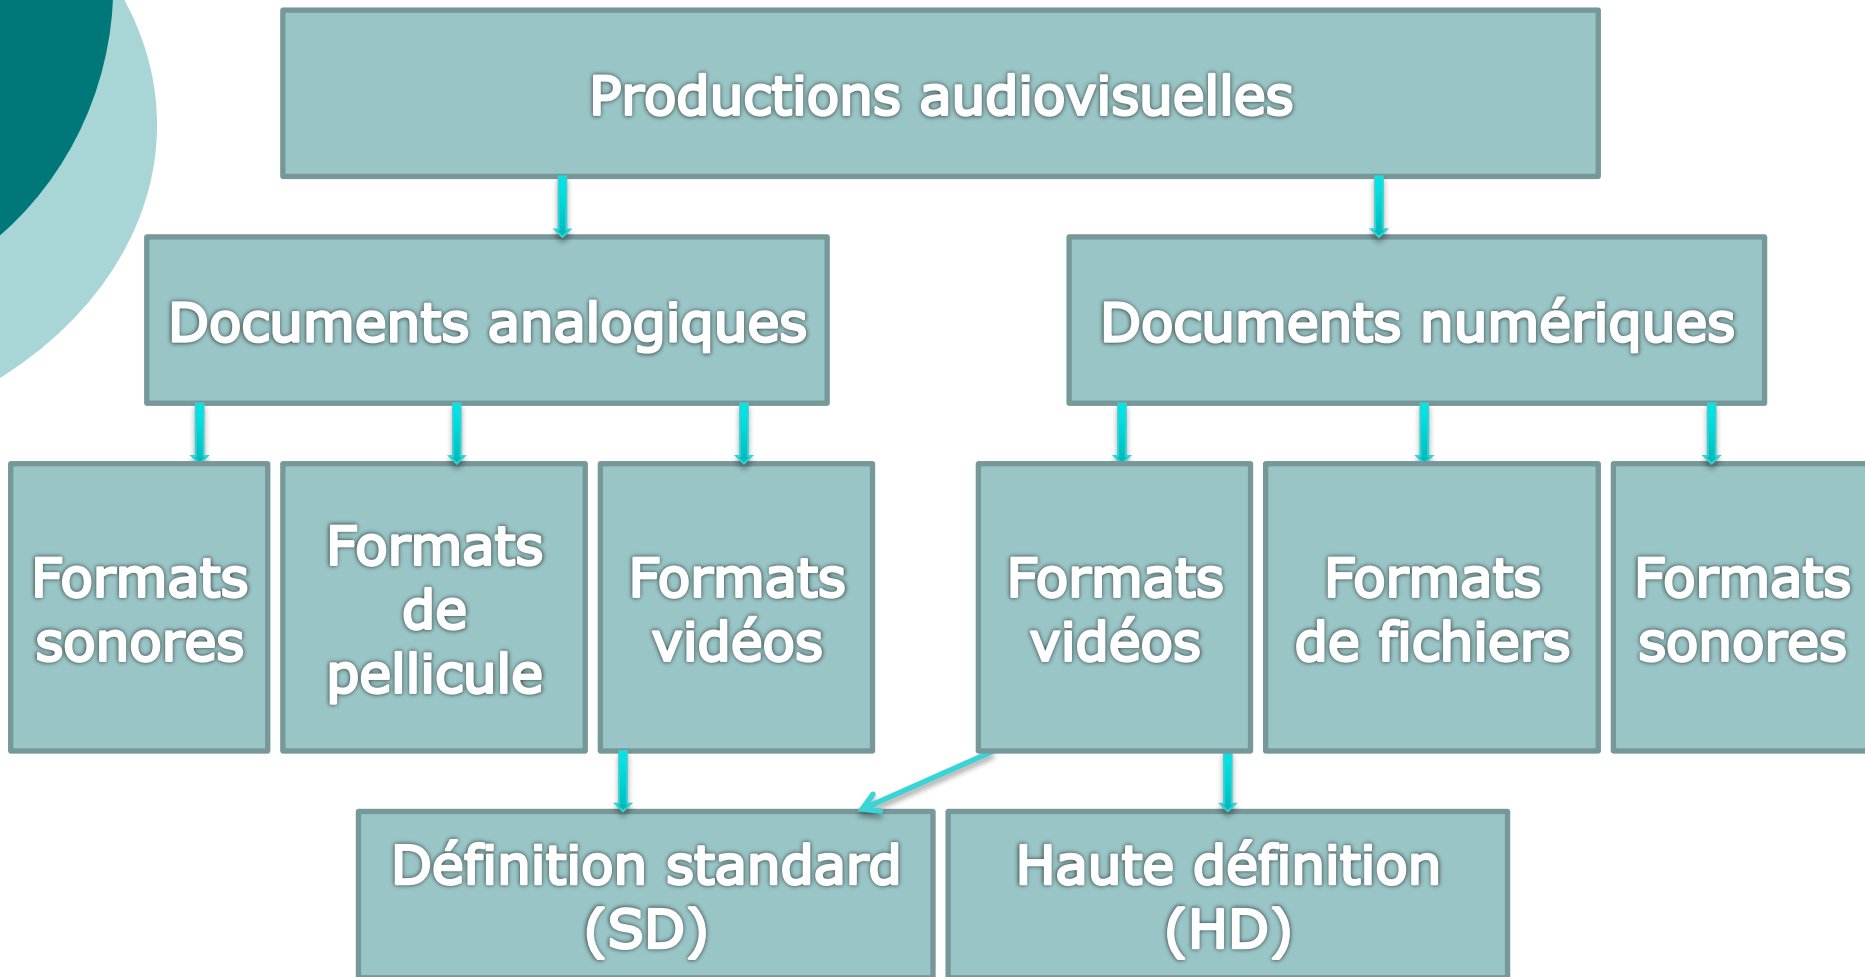 Productions audiovisuelles
Documents analogiques
Documents numériques
Formats
sonores
Formats
de
pellicule
Formats
vidéos
Formats
vidéos
Formats
de fichiers
Formats
sonores
Définition standard
(SD)
Haute définition
(HD)